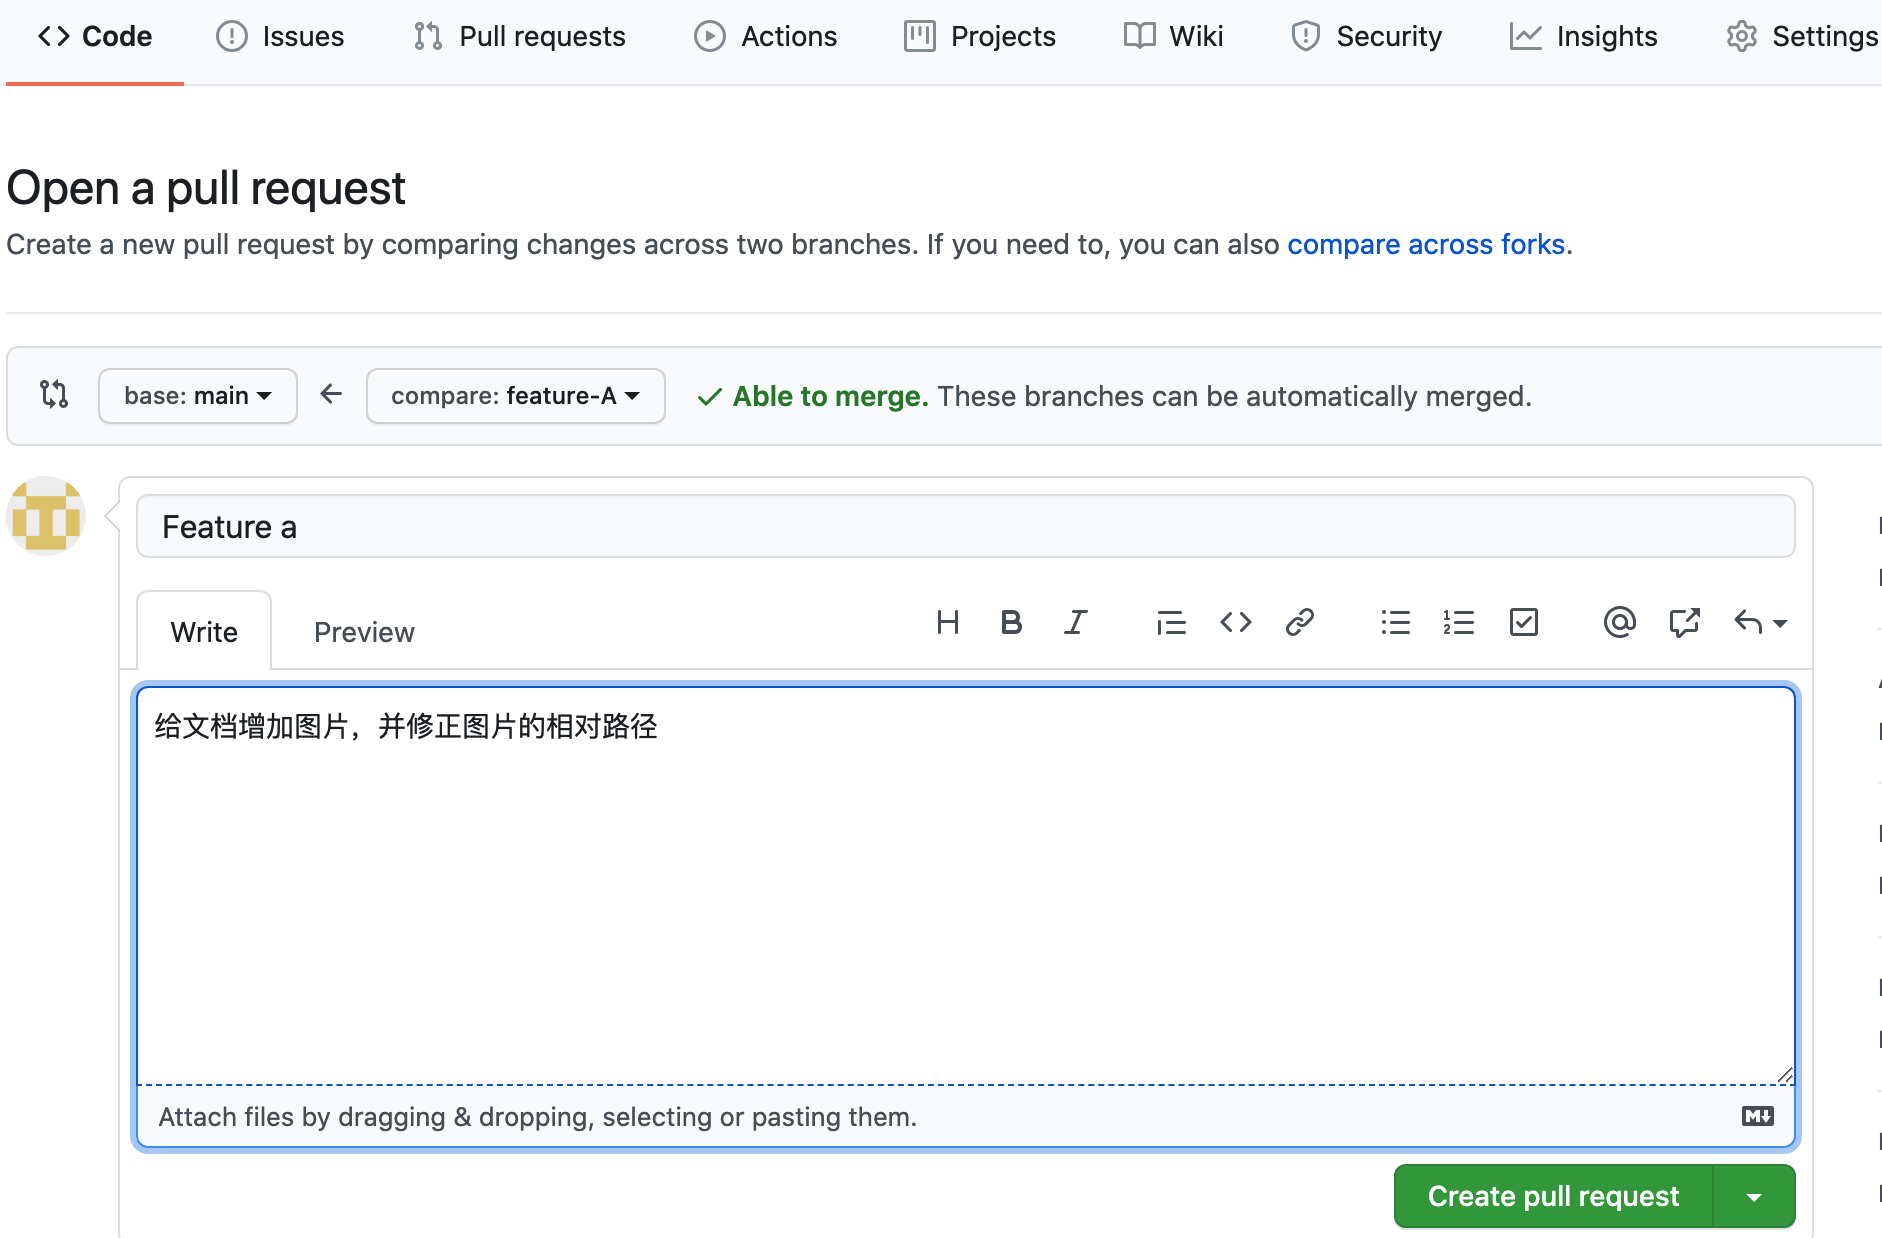 Code Issues Pull requests Actions Projects Wiki Security Insights Settings
Open a pull request
Create a new pull request by comparing changes across two branches. If you need to, you can also compare across forks.
base: main compare: feature-A Able to merge. These branches can be automatically merged.
Feature a
Write Preview
给文档增加图片，并修正图片的相对路径
Attach files by dragging & dropping, selecting or pasting them.
Create pull request